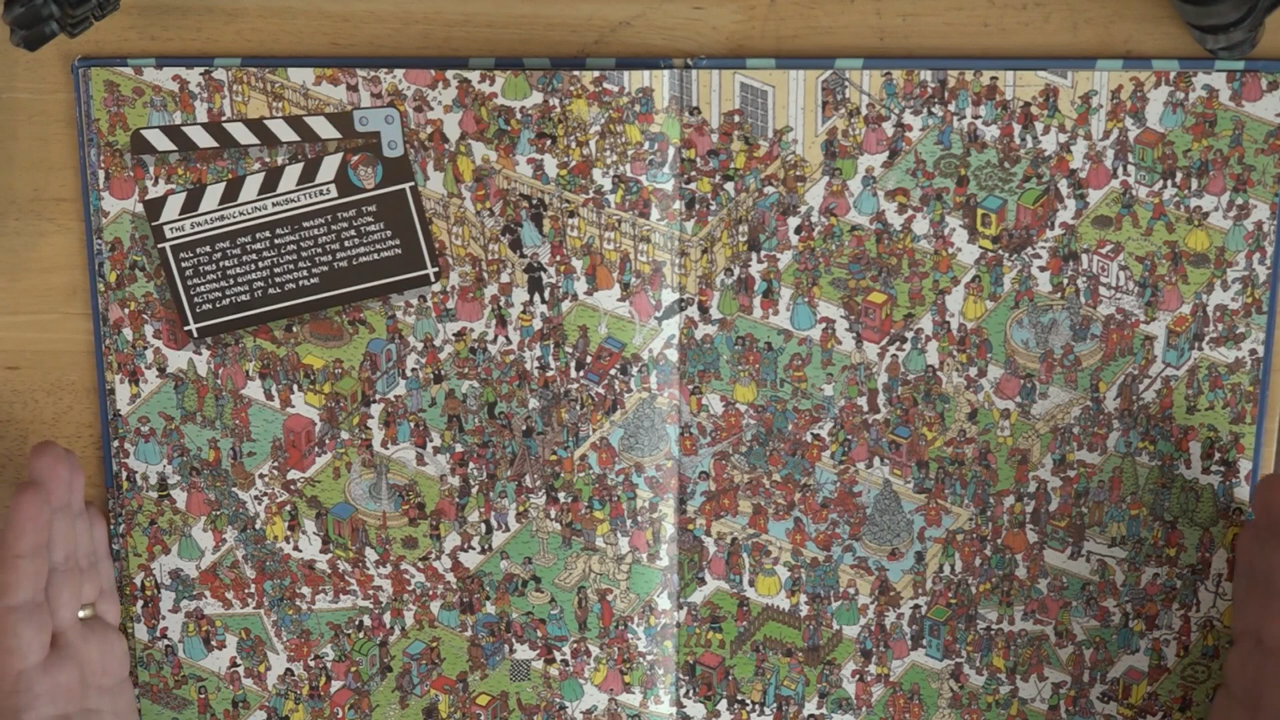 THE SWASHBUCKLING MUSKETEERS
ALL FOR ONE, ONE FOR ALL! – WASN'T THAT THE
MOTTO OF THE THREE MUSKETEERS? NOW LOOK
AT THIS FREE-FOR-ALL! CAN YOU SPOT OUR THREE
GALLANT HEROES BATTLING WITH THE RED-COATED
CARDINAL'S GUARDS? WITH ALL THIS SWASHBUCKLING
ACTION GOING ON, I WONDER HOW THE CAMERAMEN
CAN CAPTURE IT ALL ON FILM!